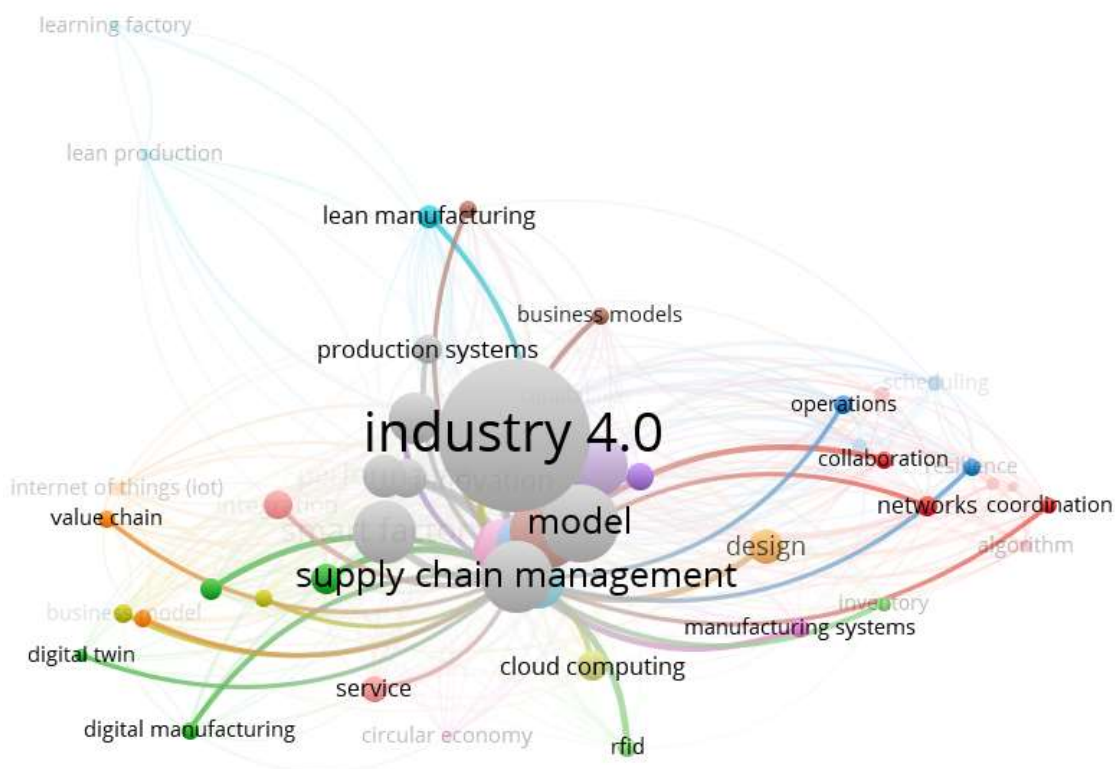 learning factory
lean production
lean manufacturing
business models
production systems
scheduling
operations
industry 4.0
collaboration
resilience
internet of things (iot)
value chain
networks
coordination
model
design
algorithm
supply chain management
inventory
business model
manufacturing systems
digital twin
cloud computing
service
digital manufacturing
circular economy
rfid